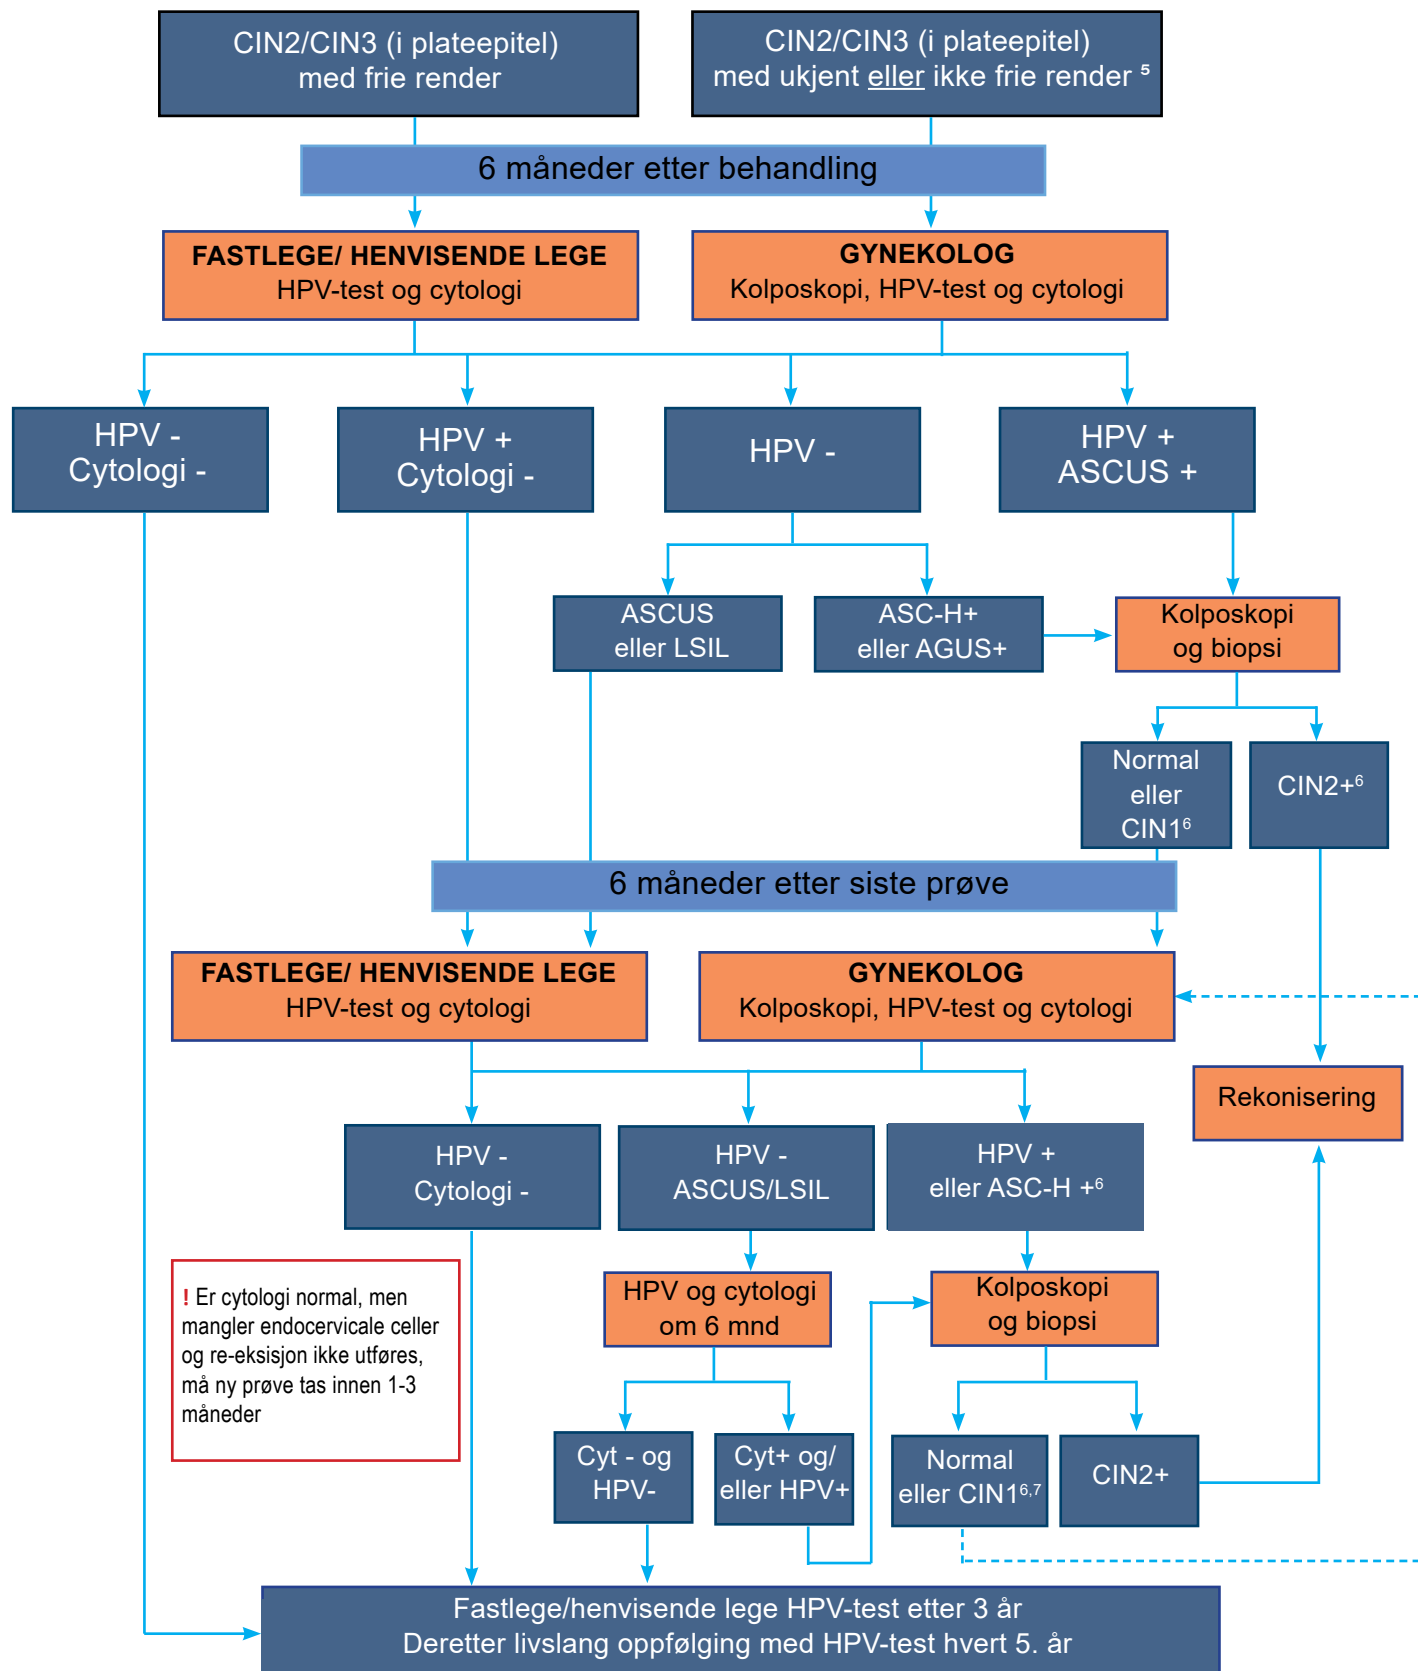 CIN2/CIN3 (i plateepitel)
med frie render
CIN2/CIN3 (i plateepitel)
med ukjent eller ikke frie render ⁵
6 måneder etter behandling
FASTLEGE/ HENVISENDE LEGE
HPV-test og cytologi
GYNEKOLOG
Kolposkopi, HPV-test og cytologi
HPV -
Cytologi -
HPV +
Cytologi -
HPV -
HPV +
ASCUS +
ASCUS
eller LSIL
ASC-H+
eller AGUS+
Kolposkopi
og biopsi
Normal
eller
CIN1⁶
CIN2+⁶
6 måneder etter siste prøve
FASTLEGE/ HENVISENDE LEGE
HPV-test og cytologi
GYNEKOLOG
Kolposkopi, HPV-test og cytologi
Rekonisering
HPV -
Cytologi -
HPV -
ASCUS/LSIL
HPV +
eller ASC-H +⁶
! Er cytologi normal, men
mangler endocervicale celler
og re-eksisjon ikke utføres,
må ny prøve tas innen 1-3
måneder
HPV og cytologi
om 6 mnd
Kolposkopi
og biopsi
Cyt - og
HPV-
Cyt+ og/
eller HPV+
Normal
eller CIN1⁶,⁷
CIN2+
Fastlege/henvisende lege HPV-test etter 3 år
Deretter livslang oppfølging med HPV-test hvert 5. år